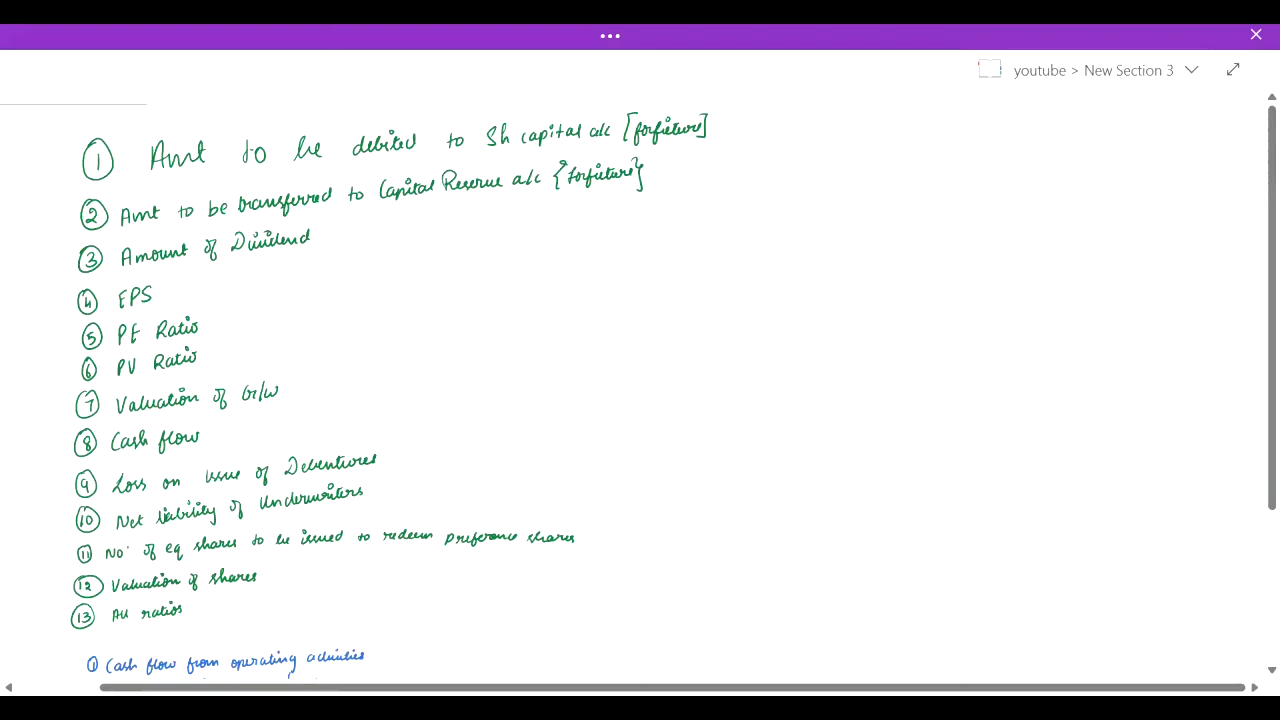 youtube > New Section 3
① Amt to be debited to Sh capital a/c [forfieture]
② Amt to be transferred to Capital Reserve a/c {forfieture}
③ Amount of Dividend
④ EPS
⑤ PE Ratio
⑥ PV Ratio
⑦ Valuation of G/W
⑧ Cash flow
⑨ Loss on issue of Debentures
⑩ Net liability of Underwriters
⑪ No. of eq shares to be issued to redeem preference shares
⑫ Valuation of shares
⑬ All ratios
① Cash flow from operating activities